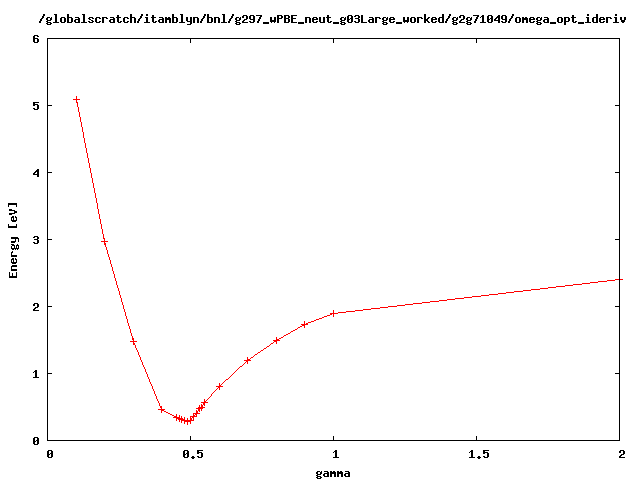 /globalscratch/itamblyn/bnl/g297_wPBE_neut_g03Large_worked/g2g71049/omega_opt_ideriv
6
5
4
3
2
1
0
Energy [eV]
0 0.5 1 1.5 2
gamma